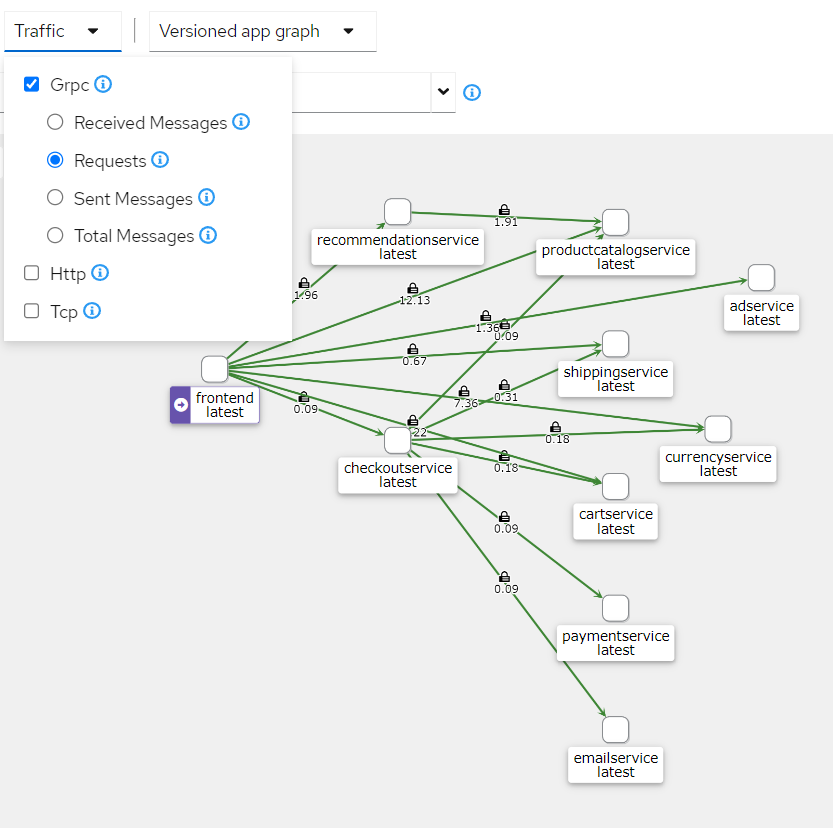 Traffic
Versioned app graph
Grpc
Received Messages
Requests
Sent Messages
Total Messages
Http
Tcp
recommendationservice
latest
1.91
productcatalogservice
latest
1.96
12.13
adservice
latest
1.36
0.09
0.67
shippingservice
latest
frontend
latest
0.09
7.36
0.31
22
0.18
checkoutservice
latest
0.18
currencyservice
latest
cartservice
latest
0.09
0.09
paymentservice
latest
emailservice
latest